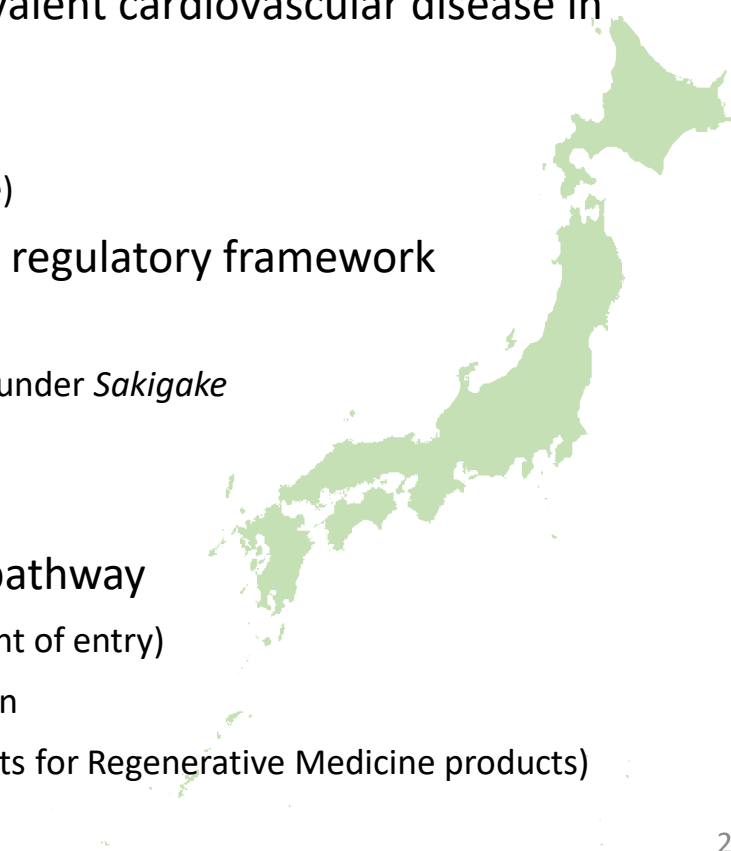 valent cardiovascular disease in
)
regulatory framework
under Sakigake
pathway
nt of entry)
n
ts for Regenerative Medicine products)
2